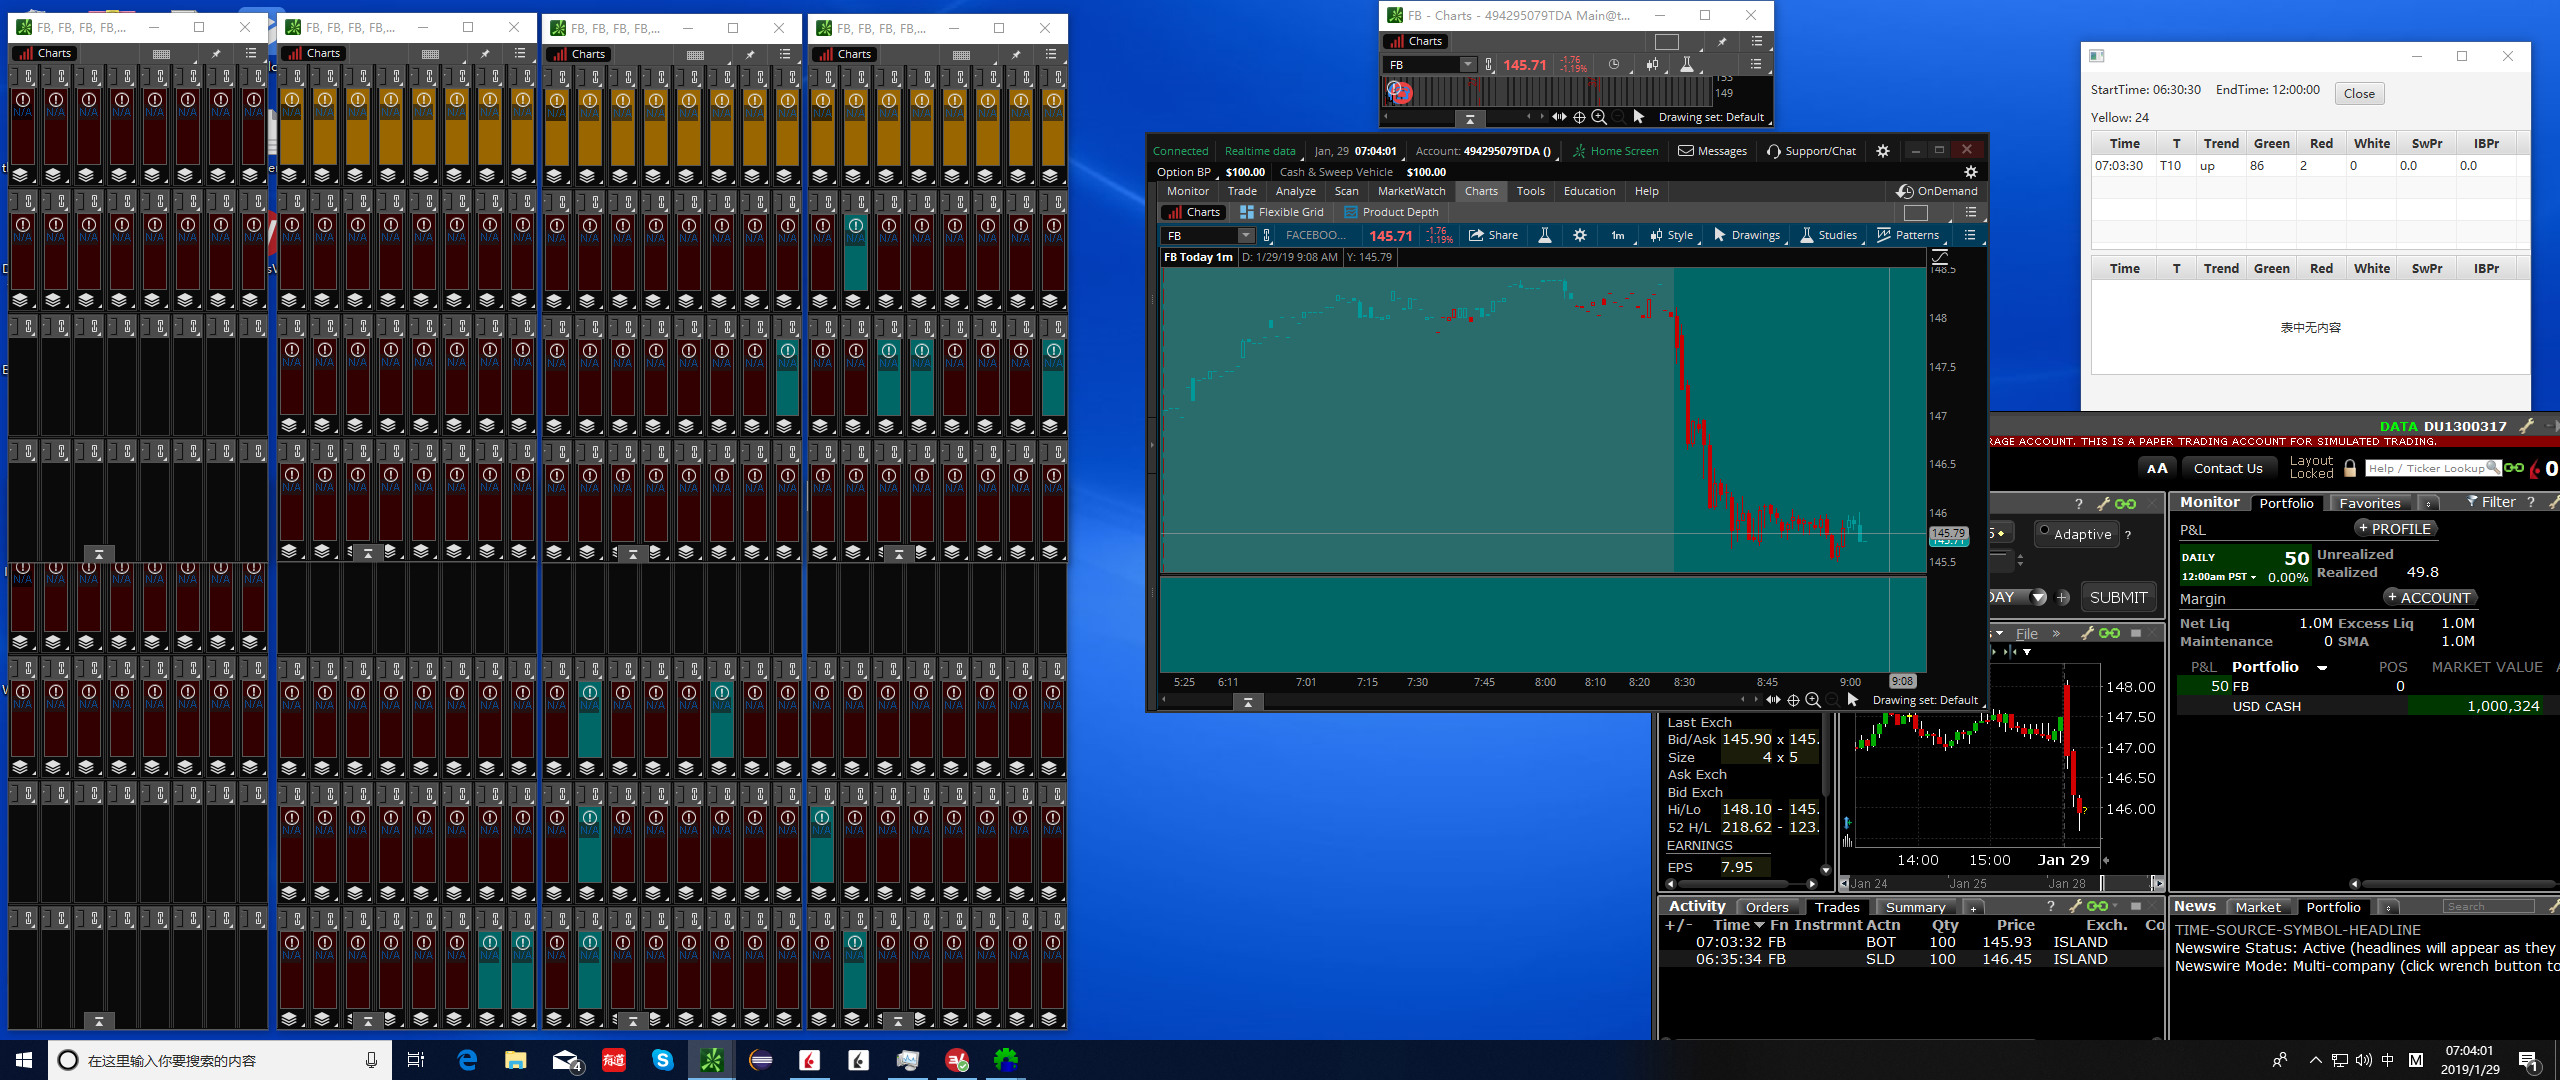 FB, FB, FB, FB,...
FB, FB, FB, FB,...
FB, FB, FB, FB,...
FB, FB, FB, FB,...
Charts
Charts
Charts
Charts
FB - Charts - 494295079TDA Main@t...
Charts
FB
145.71
-1.76
-1.19%
149
Drawing set: Default
Connected
Realtime data
Jan, 29 07:04:01
Account: 494295079TDA ()
Home Screen
Messages
Support/Chat
Option BP $100.00 Cash & Sweep Vehicle $100.00
Monitor Trade Analyze Scan MarketWatch Charts Tools Education Help
OnDemand
Charts Flexible Grid Product Depth
FB FACEBOO... 145.71
-1.76
-1.19%
Share 1m Style Drawings Studies Patterns
FB Today 1m D: 1/29/19 9:08 AM Y: 145.79
148.5
148
147.5
147
146.5
146
145.79
145.5
5:25 6:11 7:01 7:15 7:30 7:45 8:00 8:10 8:20 8:30 8:45 9:00 9:08
Drawing set: Default
StartTime: 06:30:30 EndTime: 12:00:00 Close
Yellow: 24
Time T Trend Green Red White SwPr IBPr
07:03:30 T10 up 86 2 0 0.0 0.0
Time T Trend Green Red White SwPr IBPr
表中无内容
DATA DU1300317
RAGE ACCOUNT. THIS IS A PAPER TRADING ACCOUNT FOR SIMULATED TRADING.
AA Contact Us Layout Locked Help / Ticker Lookup
Monitor Portfolio Favorites Filter ?
P&L + PROFILE
DAILY 50 Unrealized
12:00am PST 0.00% Realized 49.8
Margin + ACCOUNT
Net Liq 1.0M Excess Liq 1.0M
Maintenance 0 SMA 1.0M
P&L Portfolio POS MARKET VALUE
50 FB 0
USD CASH 1,000,324
Adaptive ?
DAY SUBMIT
File
148.00
147.50
147.00
146.50
146.00
14:00 15:00 Jan 29
Jan 24 Jan 25 Jan 28
Last Exch
Bid/Ask 145.90 x 145.
Size 4 x 5
Ask Exch
Bid Exch
Hi/Lo 148.10 - 145.
52 H/L 218.62 - 123.
EARNINGS
EPS 7.95
Activity Orders Trades Summary +
+/- Time Fn Instrmnt Actn Qty Price Exch. Co
07:03:32 FB BOT 100 145.93 ISLAND
06:35:34 FB SLD 100 146.45 ISLAND
News Market Portfolio Search
TIME-SOURCE-SYMBOL-HEADLINE
Newswire Status: Active (headlines will appear as they
Newswire Mode: Multi-company (click wrench button to
在这里输入你要搜索的内容
4
有道
中
M
07:04:01
2019/1/29
1